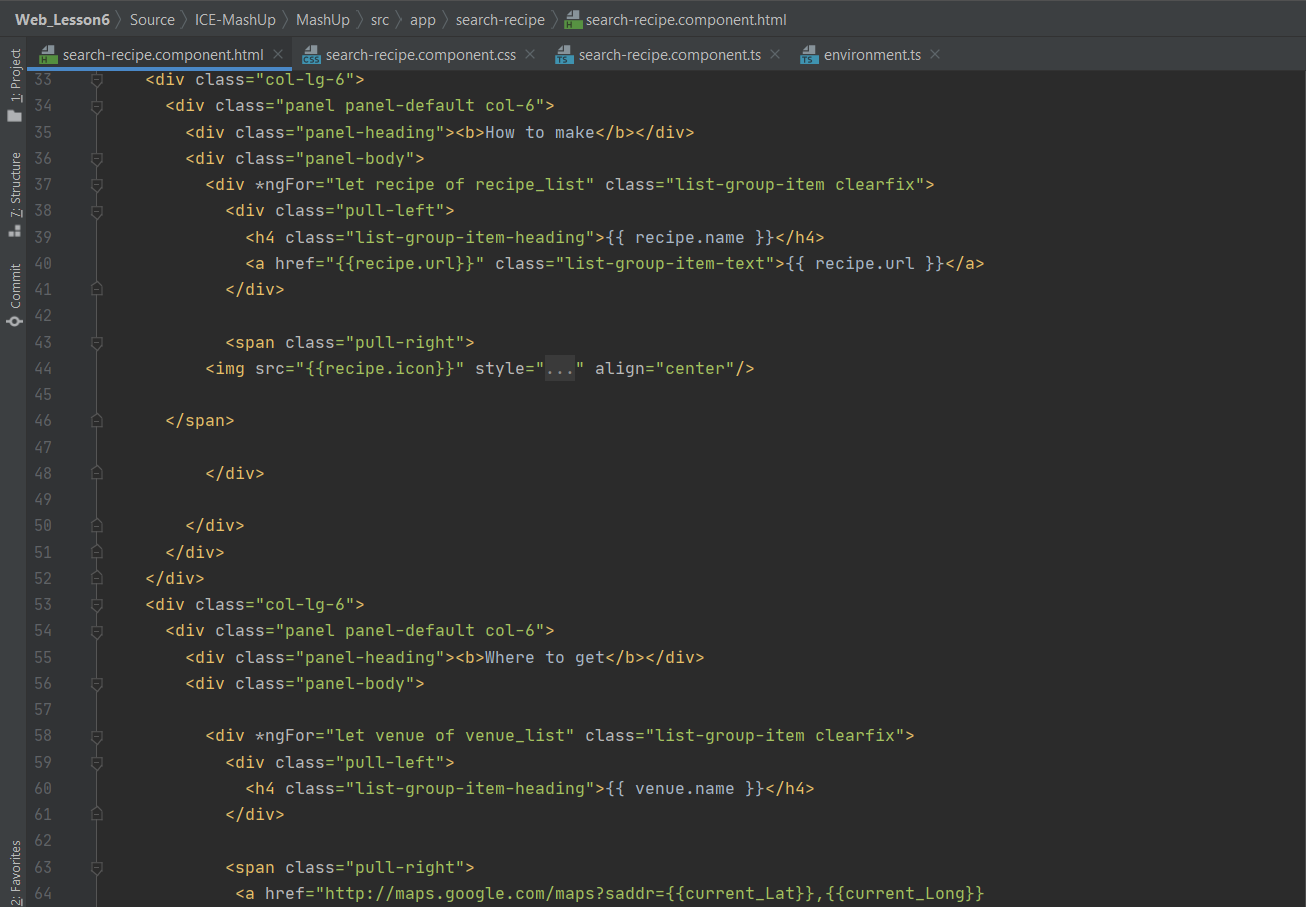 Web_Lesson6 Source ICE-MashUp MashUp src app search-recipe search-recipe.component.html
search-recipe.component.html search-recipe.component.css search-recipe.component.ts environment.ts
1: Project
7: Structure
Commit
2: Favorites
33 <div class="col-lg-6">
34 <div class="panel panel-default col-6">
35 <div class="panel-heading"><b>How to make</b></div>
36 <div class="panel-body">
37 <div *ngFor="let recipe of recipe_list" class="list-group-item clearfix">
38 <div class="pull-left">
39 <h4 class="list-group-item-heading">{{ recipe.name }}</h4>
40 <a href="{{recipe.url}}" class="list-group-item-text">{{ recipe.url }}</a>
41 </div>
42
43 <span class="pull-right">
44 <img src="{{recipe.icon}}" style="..." align="center"/>
45
46 </span>
47
48 </div>
49
50 </div>
51 </div>
52 </div>
53 <div class="col-lg-6">
54 <div class="panel panel-default col-6">
55 <div class="panel-heading"><b>Where to get</b></div>
56 <div class="panel-body">
57
58 <div *ngFor="let venue of venue_list" class="list-group-item clearfix">
59 <div class="pull-left">
60 <h4 class="list-group-item-heading">{{ venue.name }}</h4>
61 </div>
62
63 <span class="pull-right">
64 <a href="http://maps.google.com/maps?saddr={{current_Lat}},{{current_Long}}